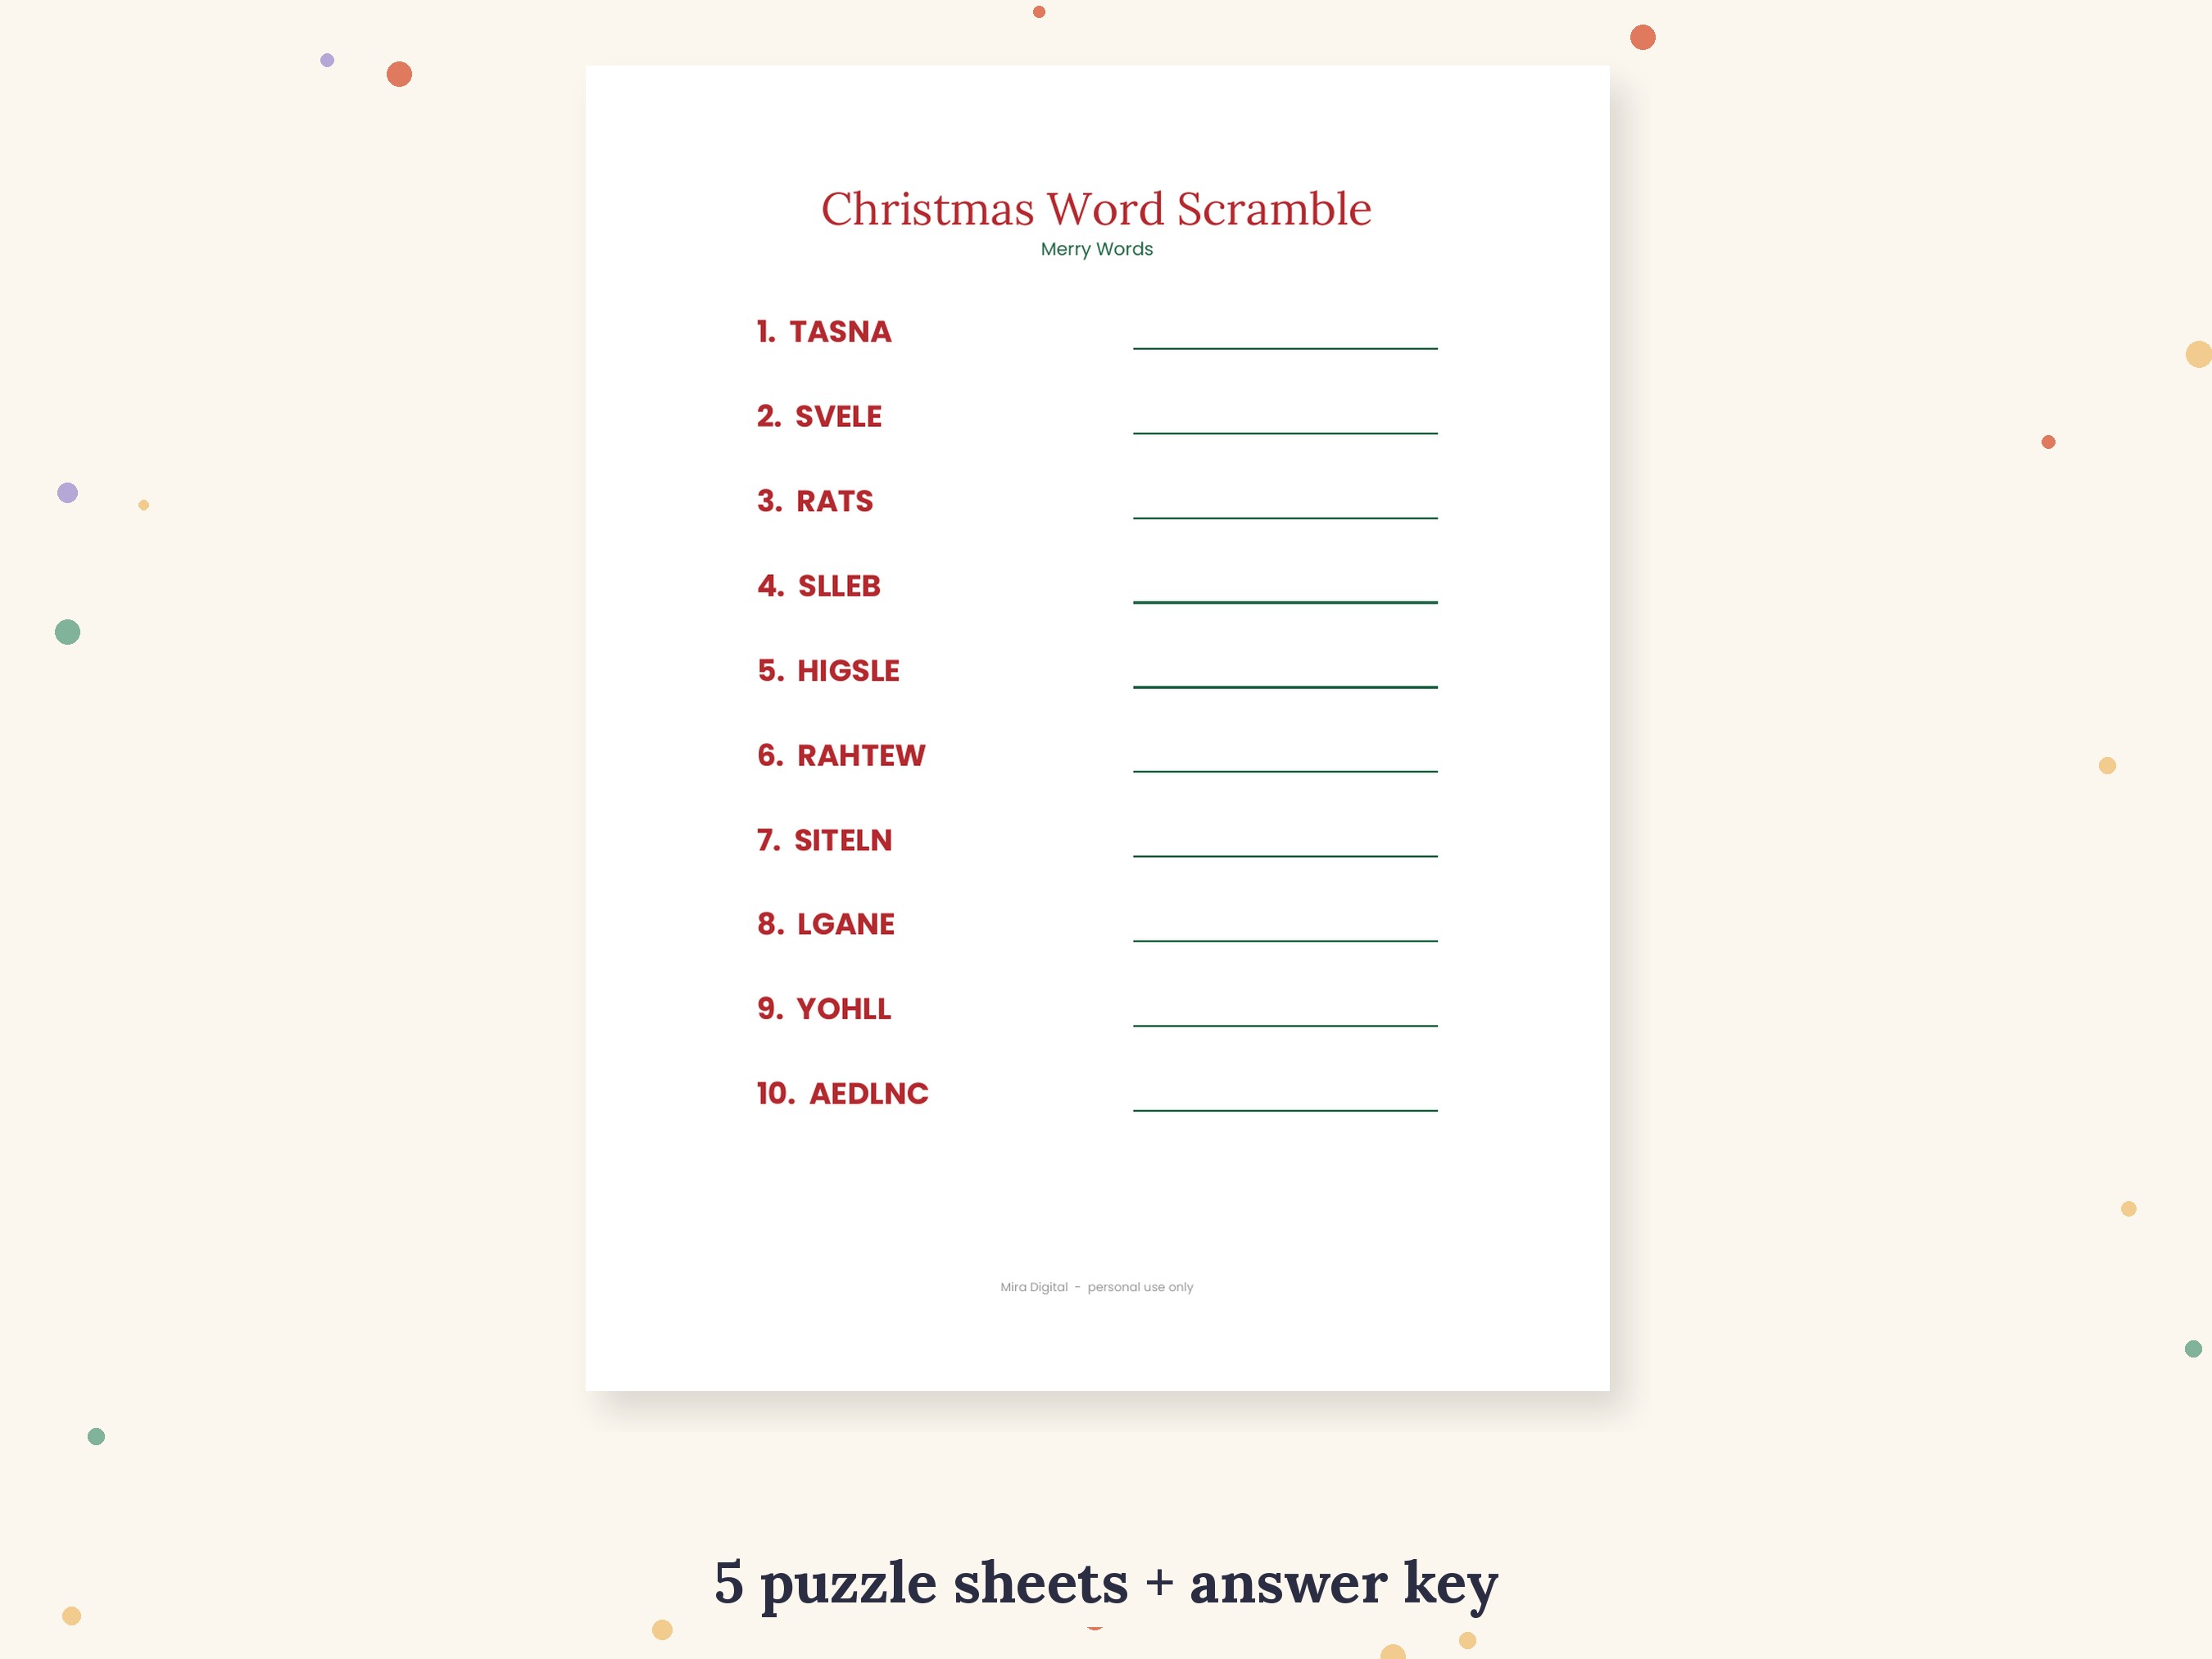 Christmas Word Scramble
Merry Words
1. TASNA
2. SVELE
3. RATS
4. SLLEB
5. HIGSLE
6. RAHTEW
7. SITELN
8. LGANE
9. YOHLL
10. AEDLNC
Mira Digital - personal use only
5 puzzle sheets + answer key